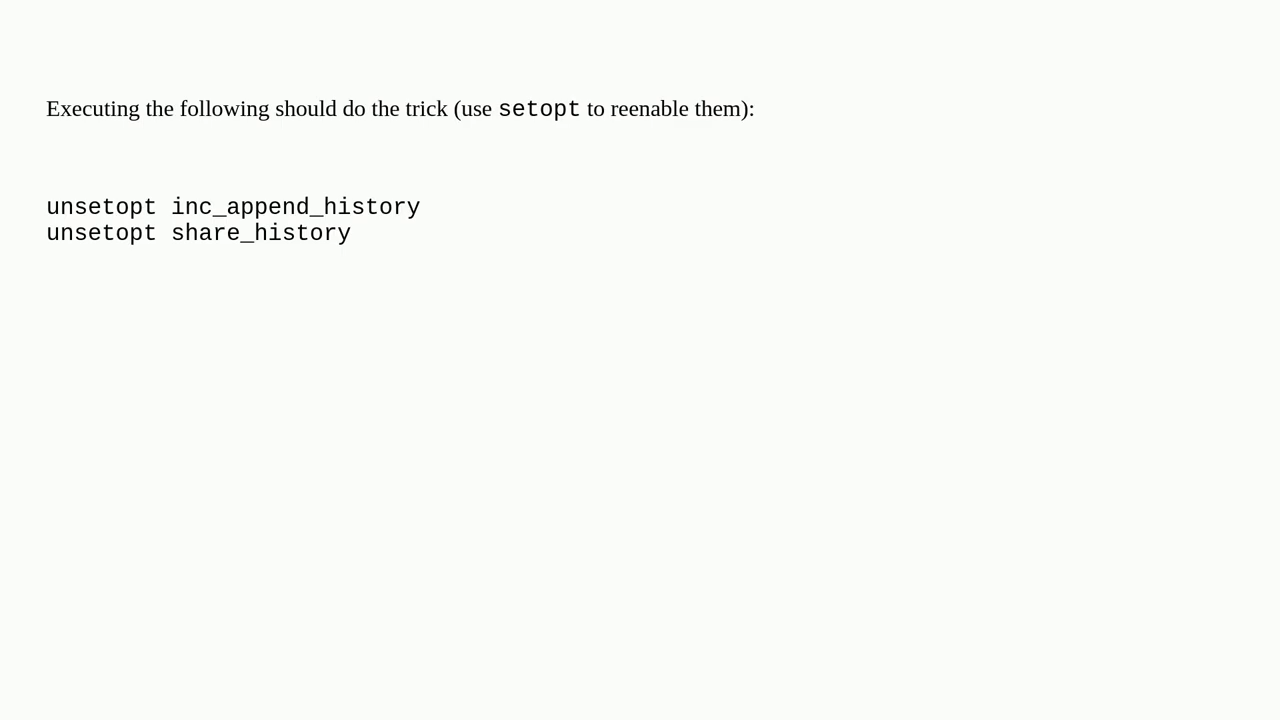 Executing the following should do the trick (use setopt to reenable them):
unsetopt inc_append_history
unsetopt share_history